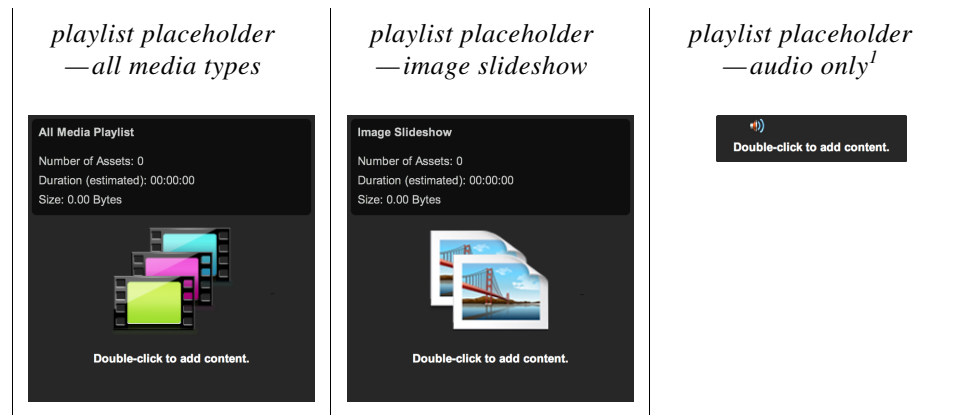 playlist placeholder
—all media types
All Media Playlist
Number of Assets: 0
Duration (estimated): 00:00:00
Size: 0.00 Bytes
Double-click to add content.
playlist placeholder
—image slideshow
Image Slideshow
Number of Assets: 0
Duration (estimated): 00:00:00
Size: 0.00 Bytes
Double-click to add content.
playlist placeholder
—audio only1
Double-click to add content.